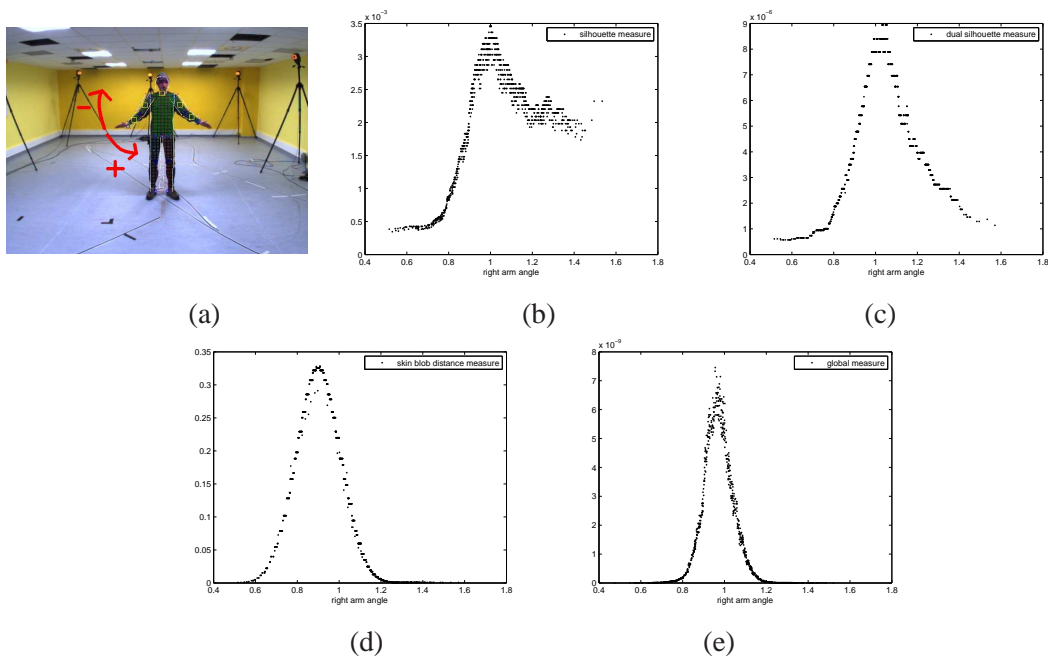 − +
x 10⁻³
3.5
3
2.5
2
1.5
1
0.5
0
0.4 0.6 0.8 1 1.2 1.4 1.6 1.8
silhouette measure
right arm angle
x 10⁻⁶
9
8
7
6
5
4
3
2
1
0
0.4 0.6 0.8 1 1.2 1.4 1.6 1.8
dual silhouette measure
right arm angle
(a) (b) (c)
0.35
0.3
0.25
0.2
0.15
0.1
0.05
0
0.4 0.6 0.8 1 1.2 1.4 1.6 1.8
skin blob distance measure
right arm angle
x 10⁻⁹
8
7
6
5
4
3
2
1
0
0.4 0.6 0.8 1 1.2 1.4 1.6 1.8
global measure
right arm angle
(d) (e)